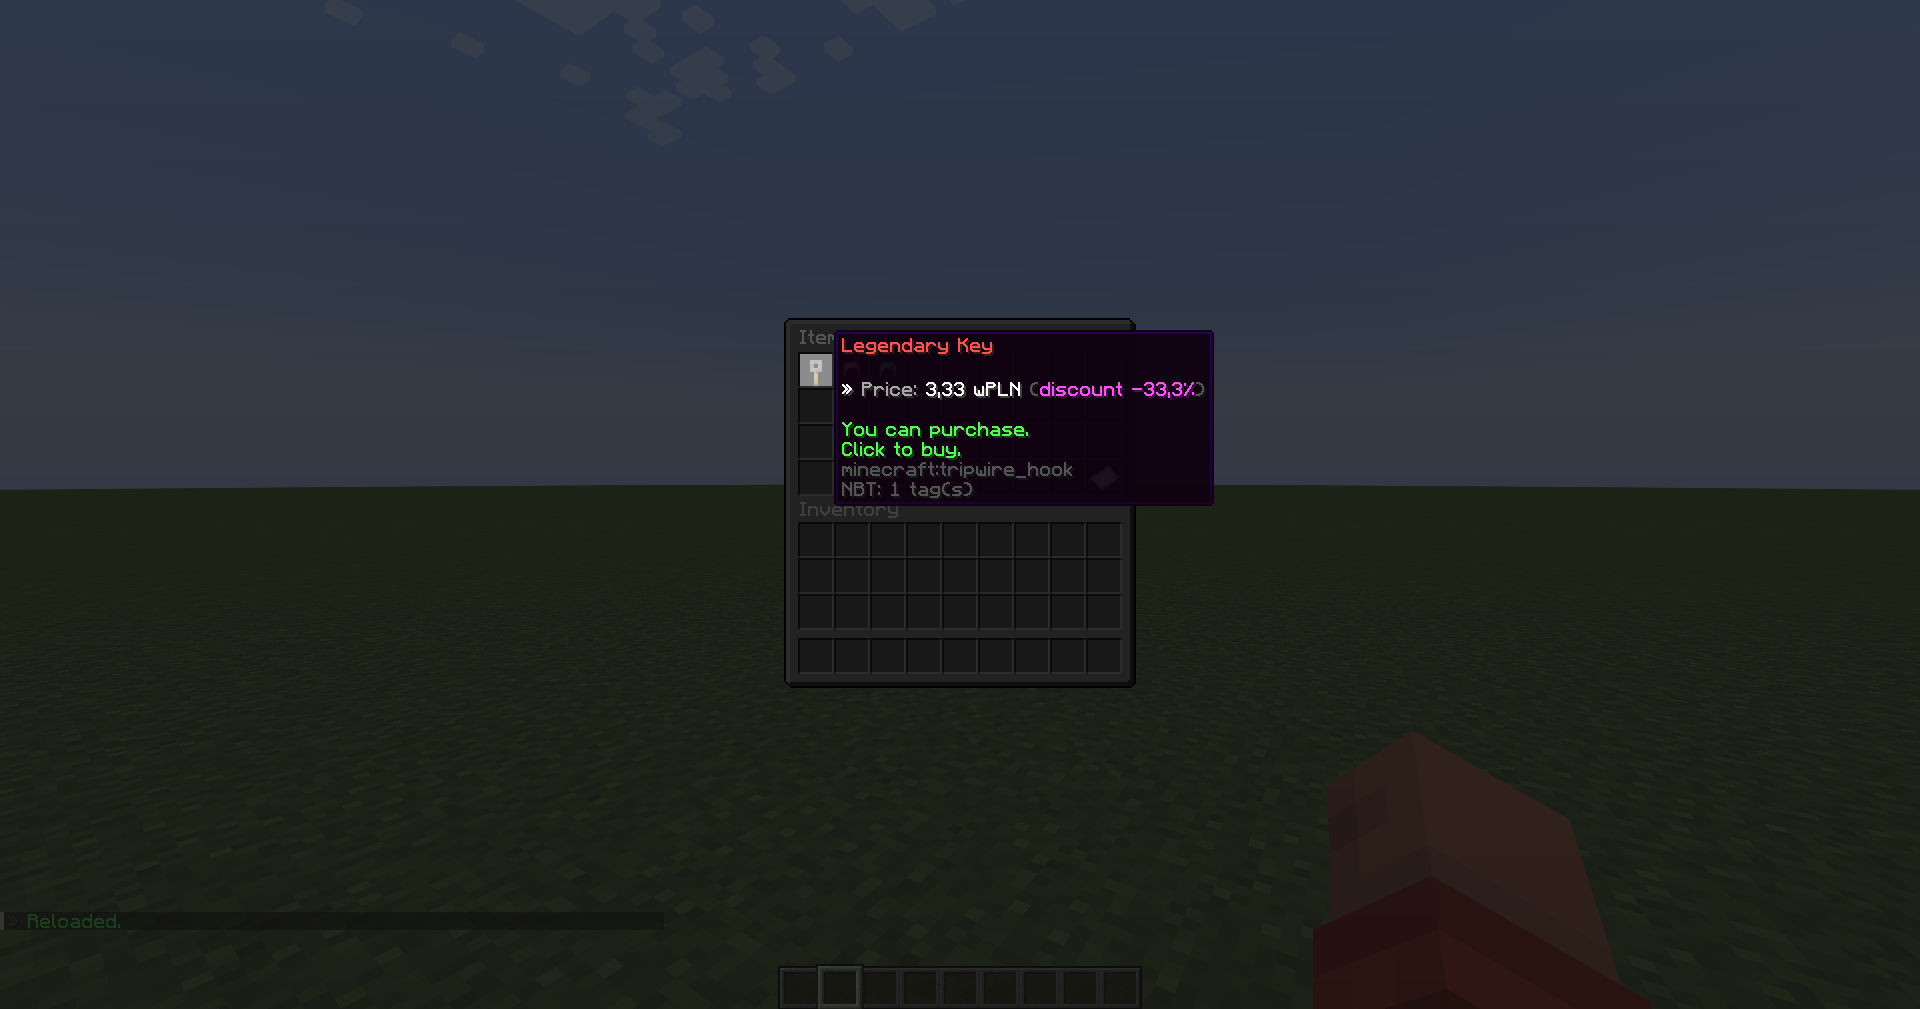 Legendary Key
» Price: 3,33 wPLN (discount -33,3%)
You can purchase.
Click to buy.
minecraft:tripwire_hook
NBT: 1 tag(s)
Inventory
» Reloaded.